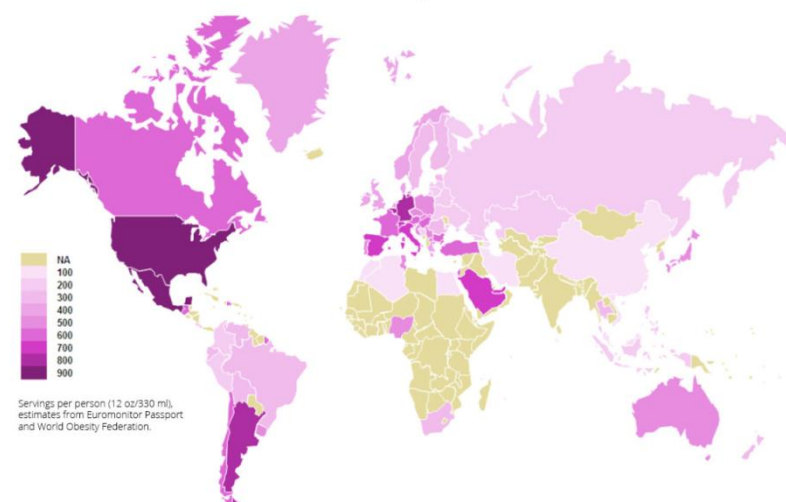 NA
100
200
300
400
500
600
700
800
900
Servings per person (12 oz/330 ml),
estimates from Euromonitor Passport
and World Obesity Federation.